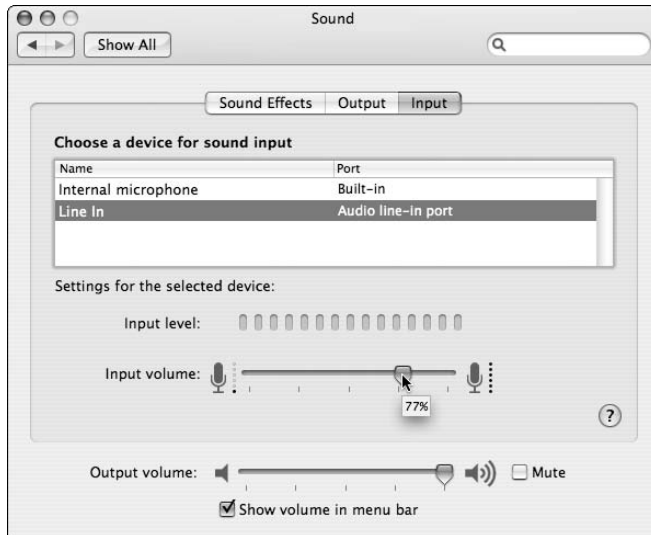 Sound
Show All
Sound Effects Output Input
Choose a device for sound input
Name Port
Internal microphone Built-in
Line In Audio line-in port
Settings for the selected device:
Input level:
Input volume:
77%
?
Output volume: Mute
Show volume in menu bar